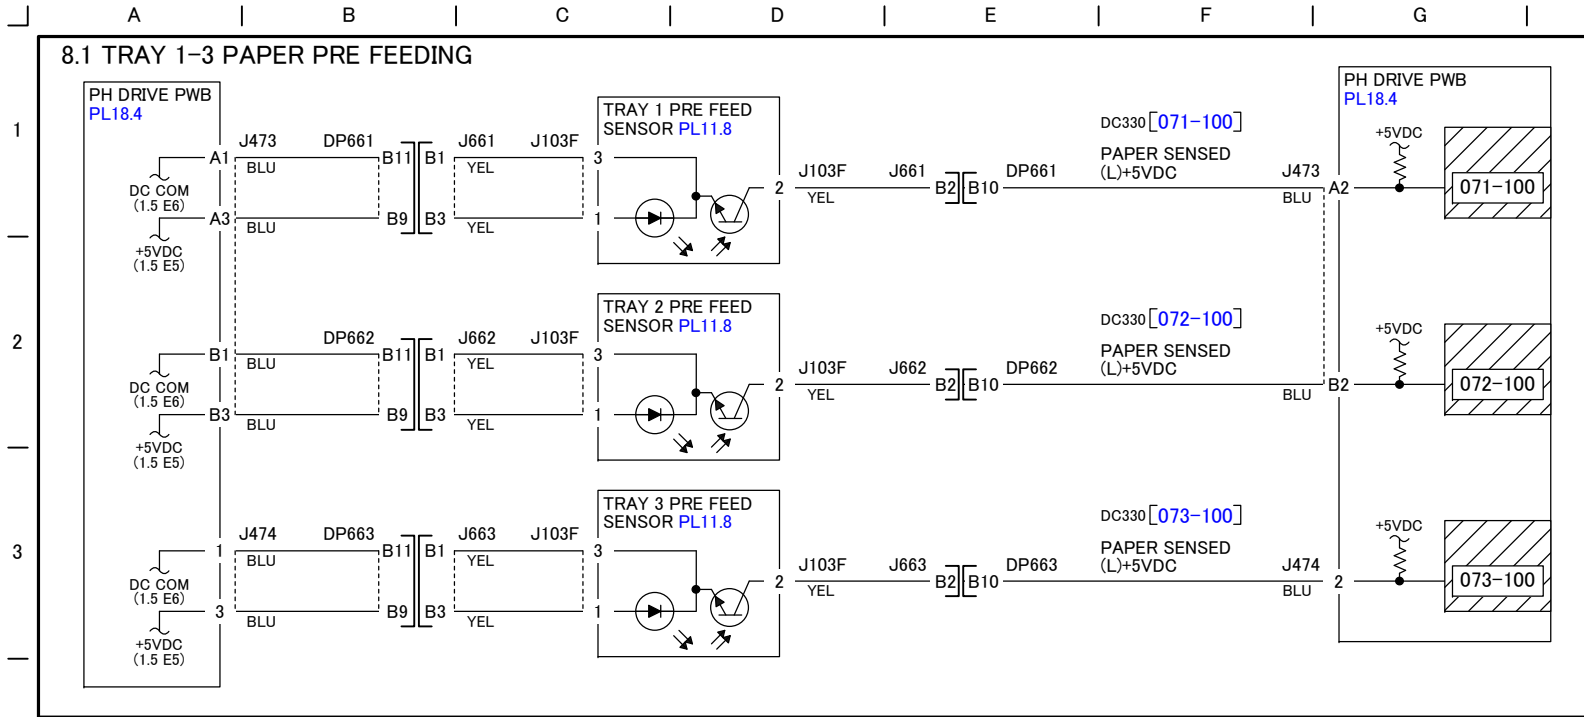 A B C D E F G
8.1 TRAY 1-3 PAPER PRE FEEDING
1
PH DRIVE PWB
PL18.4
A1
DC COM
(1.5 E6)
A3
+5VDC
(1.5 E5)
J473 DP661
BLU
BLU
B11 B1
B9 B3
J661 J103F
YEL
YEL
TRAY 1 PRE FEED
SENSOR PL11.8
3
1
2
J103F J661
YEL
B2 B10
DP661
DC330 [071-100]
PAPER SENSED
(L)+5VDC
J473
BLU
A2
PH DRIVE PWB
PL18.4
+5VDC
071-100
2
B1
DC COM
(1.5 E6)
B3
+5VDC
(1.5 E5)
DP662
BLU
BLU
B11 B1
B9 B3
J662 J103F
YEL
YEL
TRAY 2 PRE FEED
SENSOR PL11.8
3
1
2
J103F J662
YEL
B2 B10
DP662
DC330 [072-100]
PAPER SENSED
(L)+5VDC
BLU
B2
+5VDC
072-100
3
1
DC COM
(1.5 E6)
3
+5VDC
(1.5 E5)
J474 DP663
BLU
BLU
B11 B1
B9 B3
J663 J103F
YEL
YEL
TRAY 3 PRE FEED
SENSOR PL11.8
3
1
2
J103F J663
YEL
B2 B10
DP663
DC330 [073-100]
PAPER SENSED
(L)+5VDC
J474
BLU
2
+5VDC
073-100